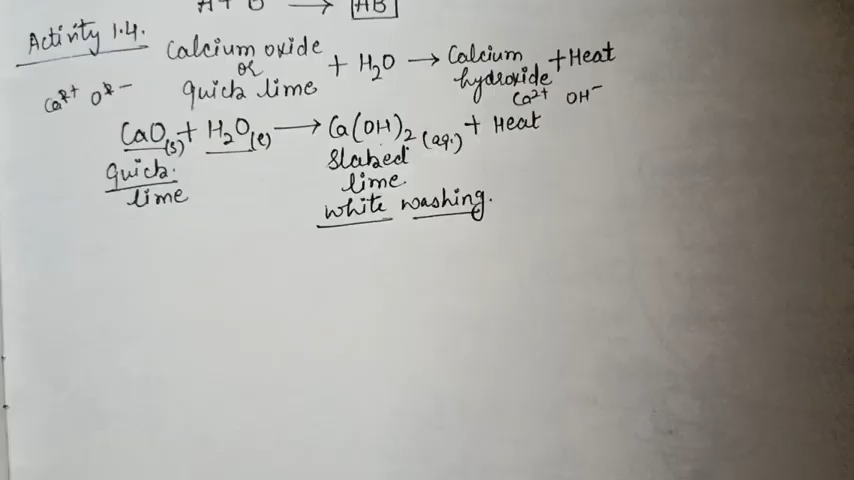 A + B → AB
Activity 1.4.
Calcium oxide or quick lime + H2O → Calcium hydroxide + Heat
Ca2+ O2-
Ca2+ OH-
CaO(s) + H2O(l) → Ca(OH)2 (aq.) + Heat
quick lime
Slaked lime
white washing.